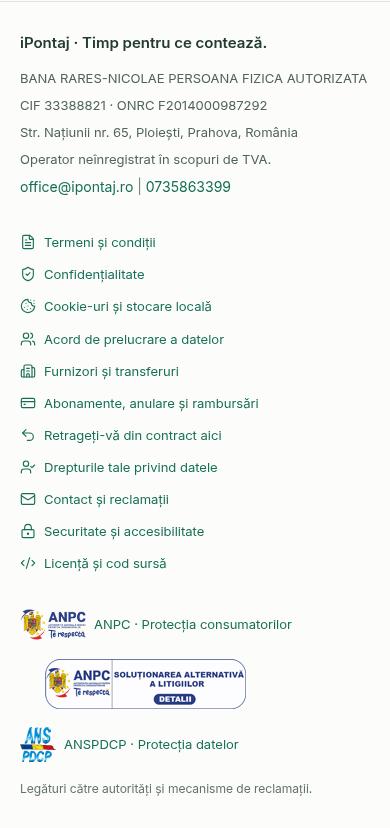 iPontaj · Timp pentru ce contează.
BANA RARES-NICOLAE PERSOANA FIZICA AUTORIZATA
CIF 33388821 · ONRC F2014000987292
Str. Națiunii nr. 65, Ploiești, Prahova, România
Operator neînregistrat în scopuri de TVA.
office@ipontaj.ro | 0735863399
Termeni și condiții
Confidențialitate
Cookie-uri și stocare locală
Acord de prelucrare a datelor
Furnizori și transferuri
Abonamente, anulare și rambursări
Retrageți-vă din contract aici
Drepturile tale privind datele
Contact și reclamații
Securitate și accesibilitate
Licență și cod sursă
ANPC
Te respectă
ANPC · Protecția consumatorilor
ANPC
Te respectă
SOLUȚIONAREA ALTERNATIVĂ
A LITIGIILOR
DETALII
ANS
PDCP
ANSPDCP · Protecția datelor
Legături către autorități și mecanisme de reclamații.